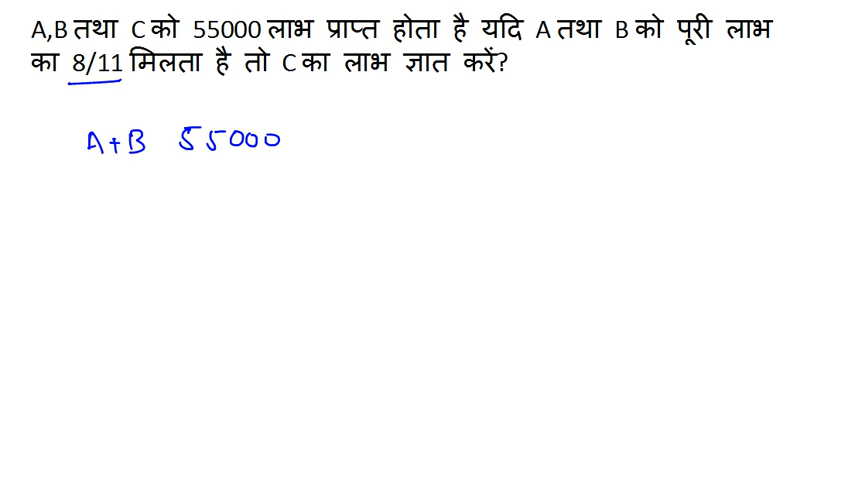 A,B तथा C को 55000 लाभ प्राप्त होता है यदि A तथा B को पूरी लाभ
का 8/11 मिलता है तो C का लाभ ज्ञात करें?
A+B 55000